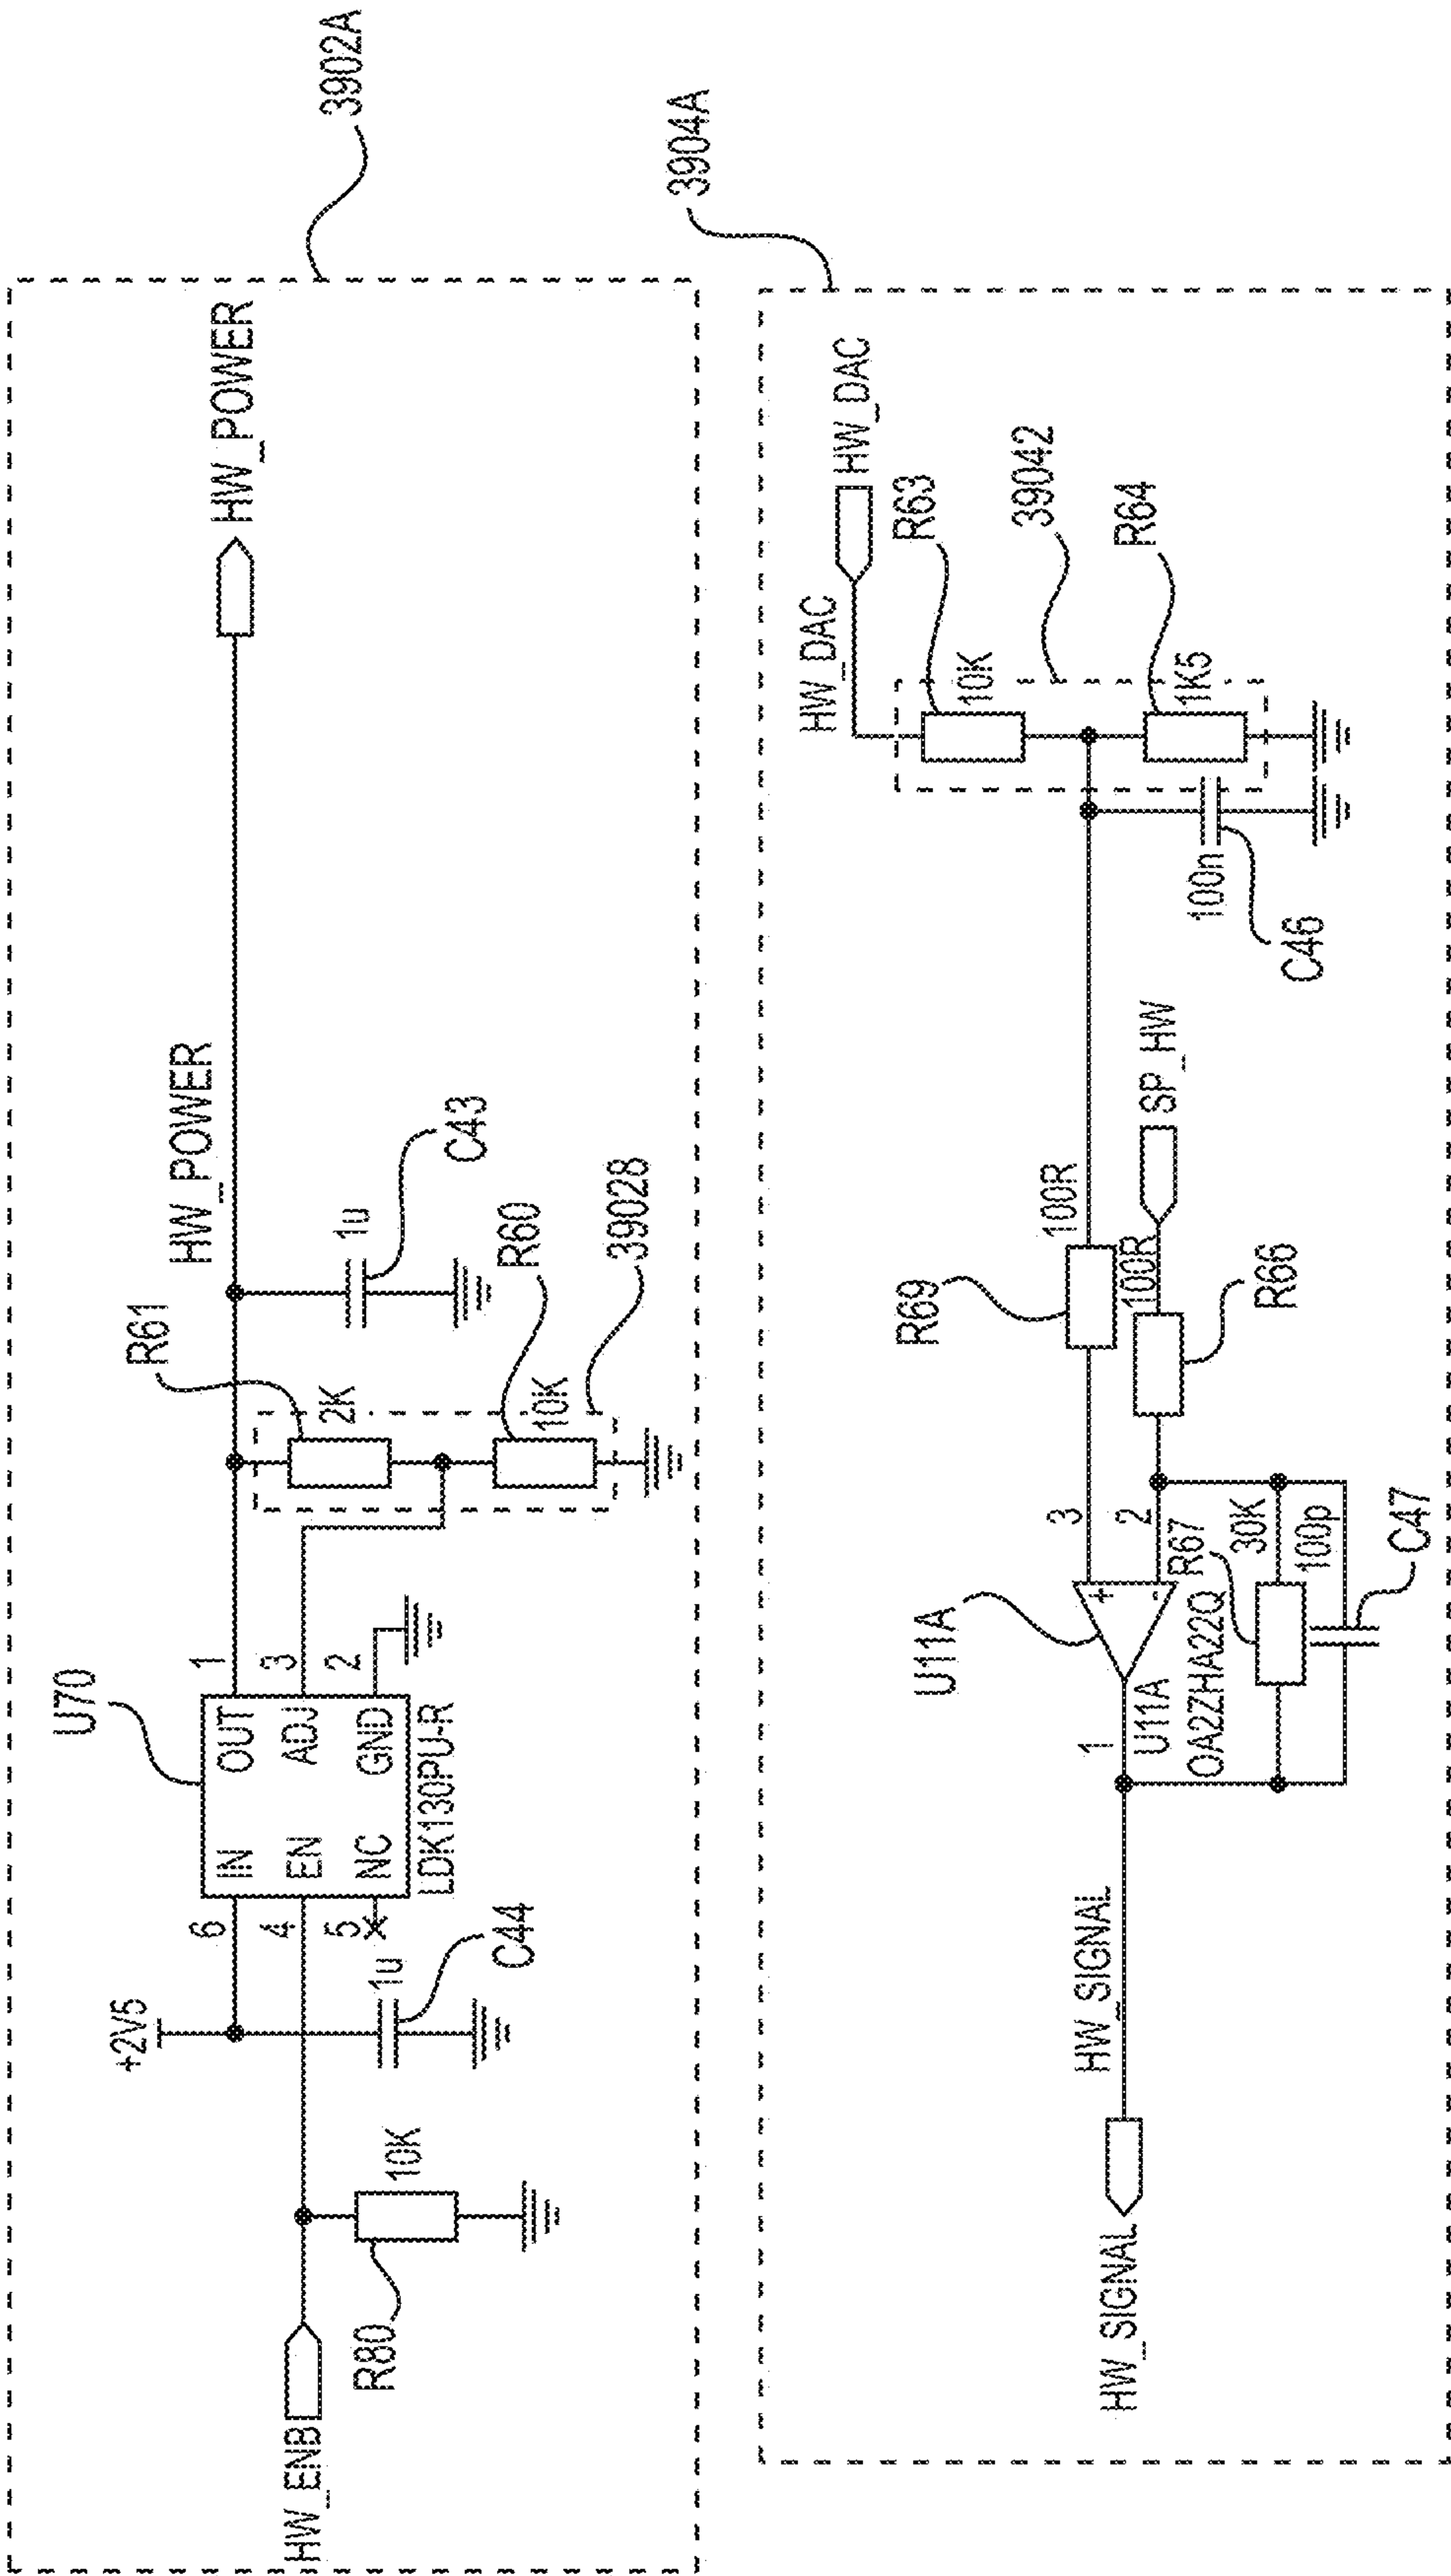 3902A
HW_POWER
HW_POWER
R61
2K
1u
C43
R60
10K
39028
U70
1
3
2
OUT
ADJ
GND
IN
EN
NC
LDK130PU-R
6
4
5
+2V5
1u
C44
10K
R80
HW_ENB
3904A
HW_DAC
HW_DAC
R63
10K
39042
R64
1K5
100n
C46
SP_HW
100R
R69
100R
R66
3
2
+
-
U11A
1
U11A
OA2ZHA22Q
R67
30K
100p
C47
HW_SIGNAL
HW_SIGNAL